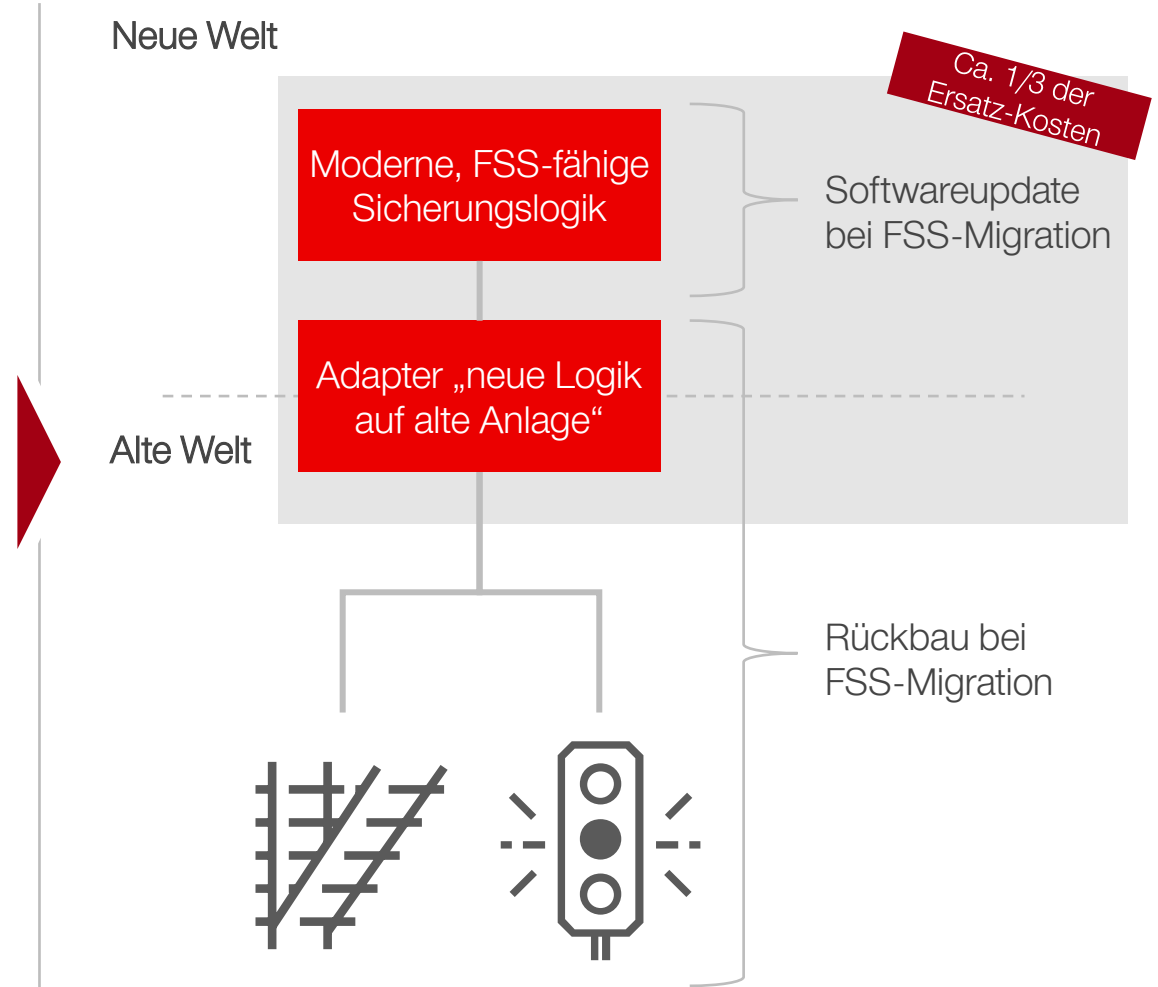 Neue Welt
Ca. 1/3 der
Ersatz-Kosten
Moderne, FSS-fähige
Sicherungslogik
Softwareupdate
bei FSS-Migration
Adapter „neue Logik
auf alte Anlage“
Alte Welt
Rückbau bei
FSS-Migration